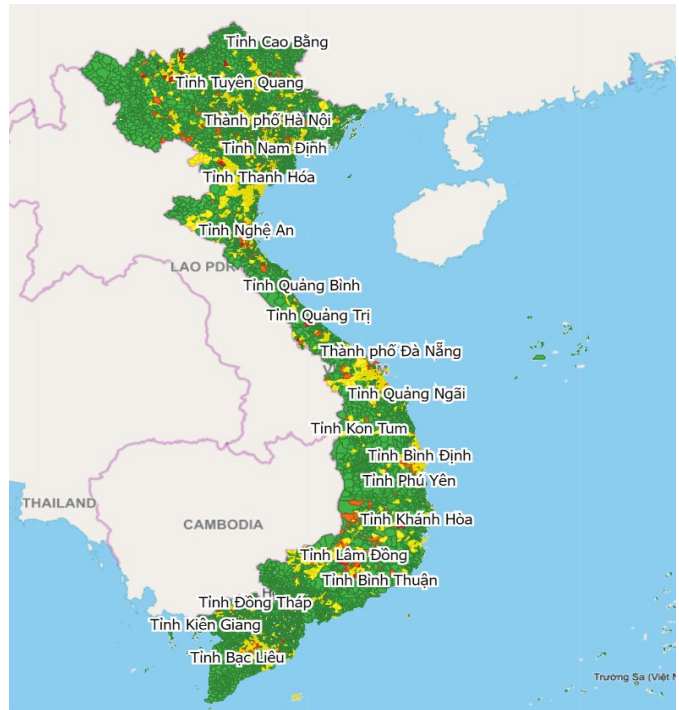 Tỉnh Cao Bằng
Tỉnh Tuyên Quang
Thành phố Hà Nội
Tỉnh Nam Định
Tỉnh Thanh Hóa
Tỉnh Nghệ An
LAO PDR
Tỉnh Quảng Bình
Tỉnh Quảng Trị
Thành phố Đà Nẵng
Tỉnh Quảng Ngãi
Tỉnh Kon Tum
Tỉnh Bình Định
Tỉnh Phú Yên
THAILAND
Tỉnh Khánh Hòa
CAMBODIA
Tỉnh Lâm Đồng
Tỉnh Bình Thuận
Tỉnh Đồng Tháp
Tỉnh Kiên Giang
Tỉnh Bạc Liêu
Trường Sa (Việt N